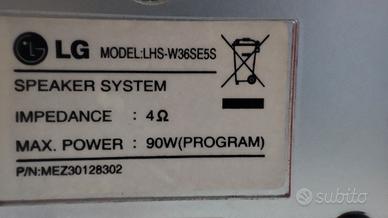 LG MODEL:LHS-W36SE5S
SPEAKER SYSTEM
IMPEDANCE : 4Ω
MAX. POWER : 90W(PROGRAM)
P/N:MEZ30128302
subito